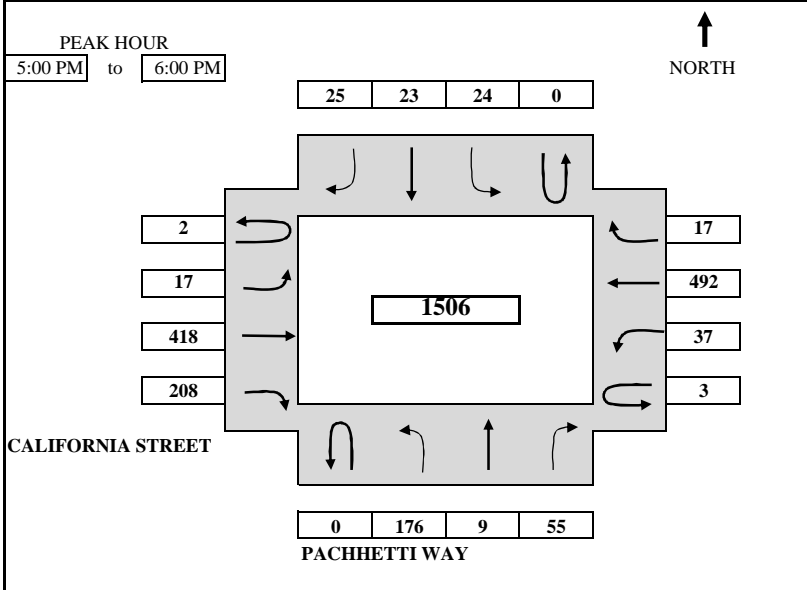 PEAK HOUR
5:00 PM to 6:00 PM
NORTH
25 23 24 0
2 17
17 492
1506
418 37
208 3
CALIFORNIA STREET
0 176 9 55
PACHHETTI WAY